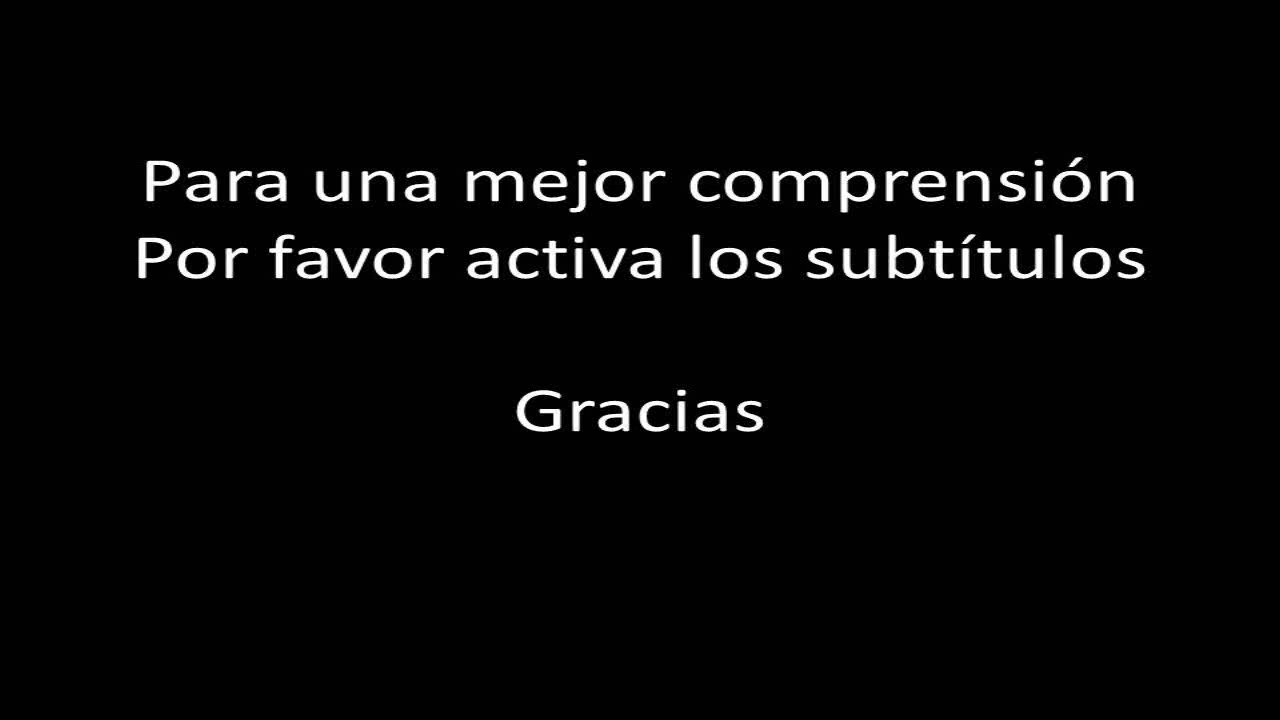 Para una mejor comprensión
Por favor activa los subtítulos
Gracias